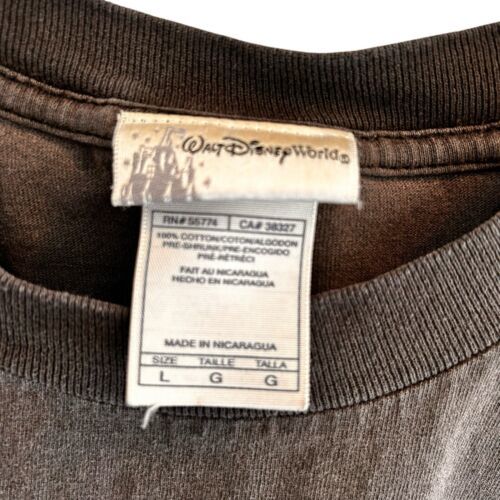 Walt Disney World®
RN# 55774 CA# 38327
100% COTTON/COTON/ALGODON
PRE-SHRUNK/PRE-ENCOGIDO
PRÉ-RÉTRÉCI
FAIT AU NICARAGUA
HECHO EN NICARAGUA
MADE IN NICARAGUA
SIZE TAILLE TALLA
L G G